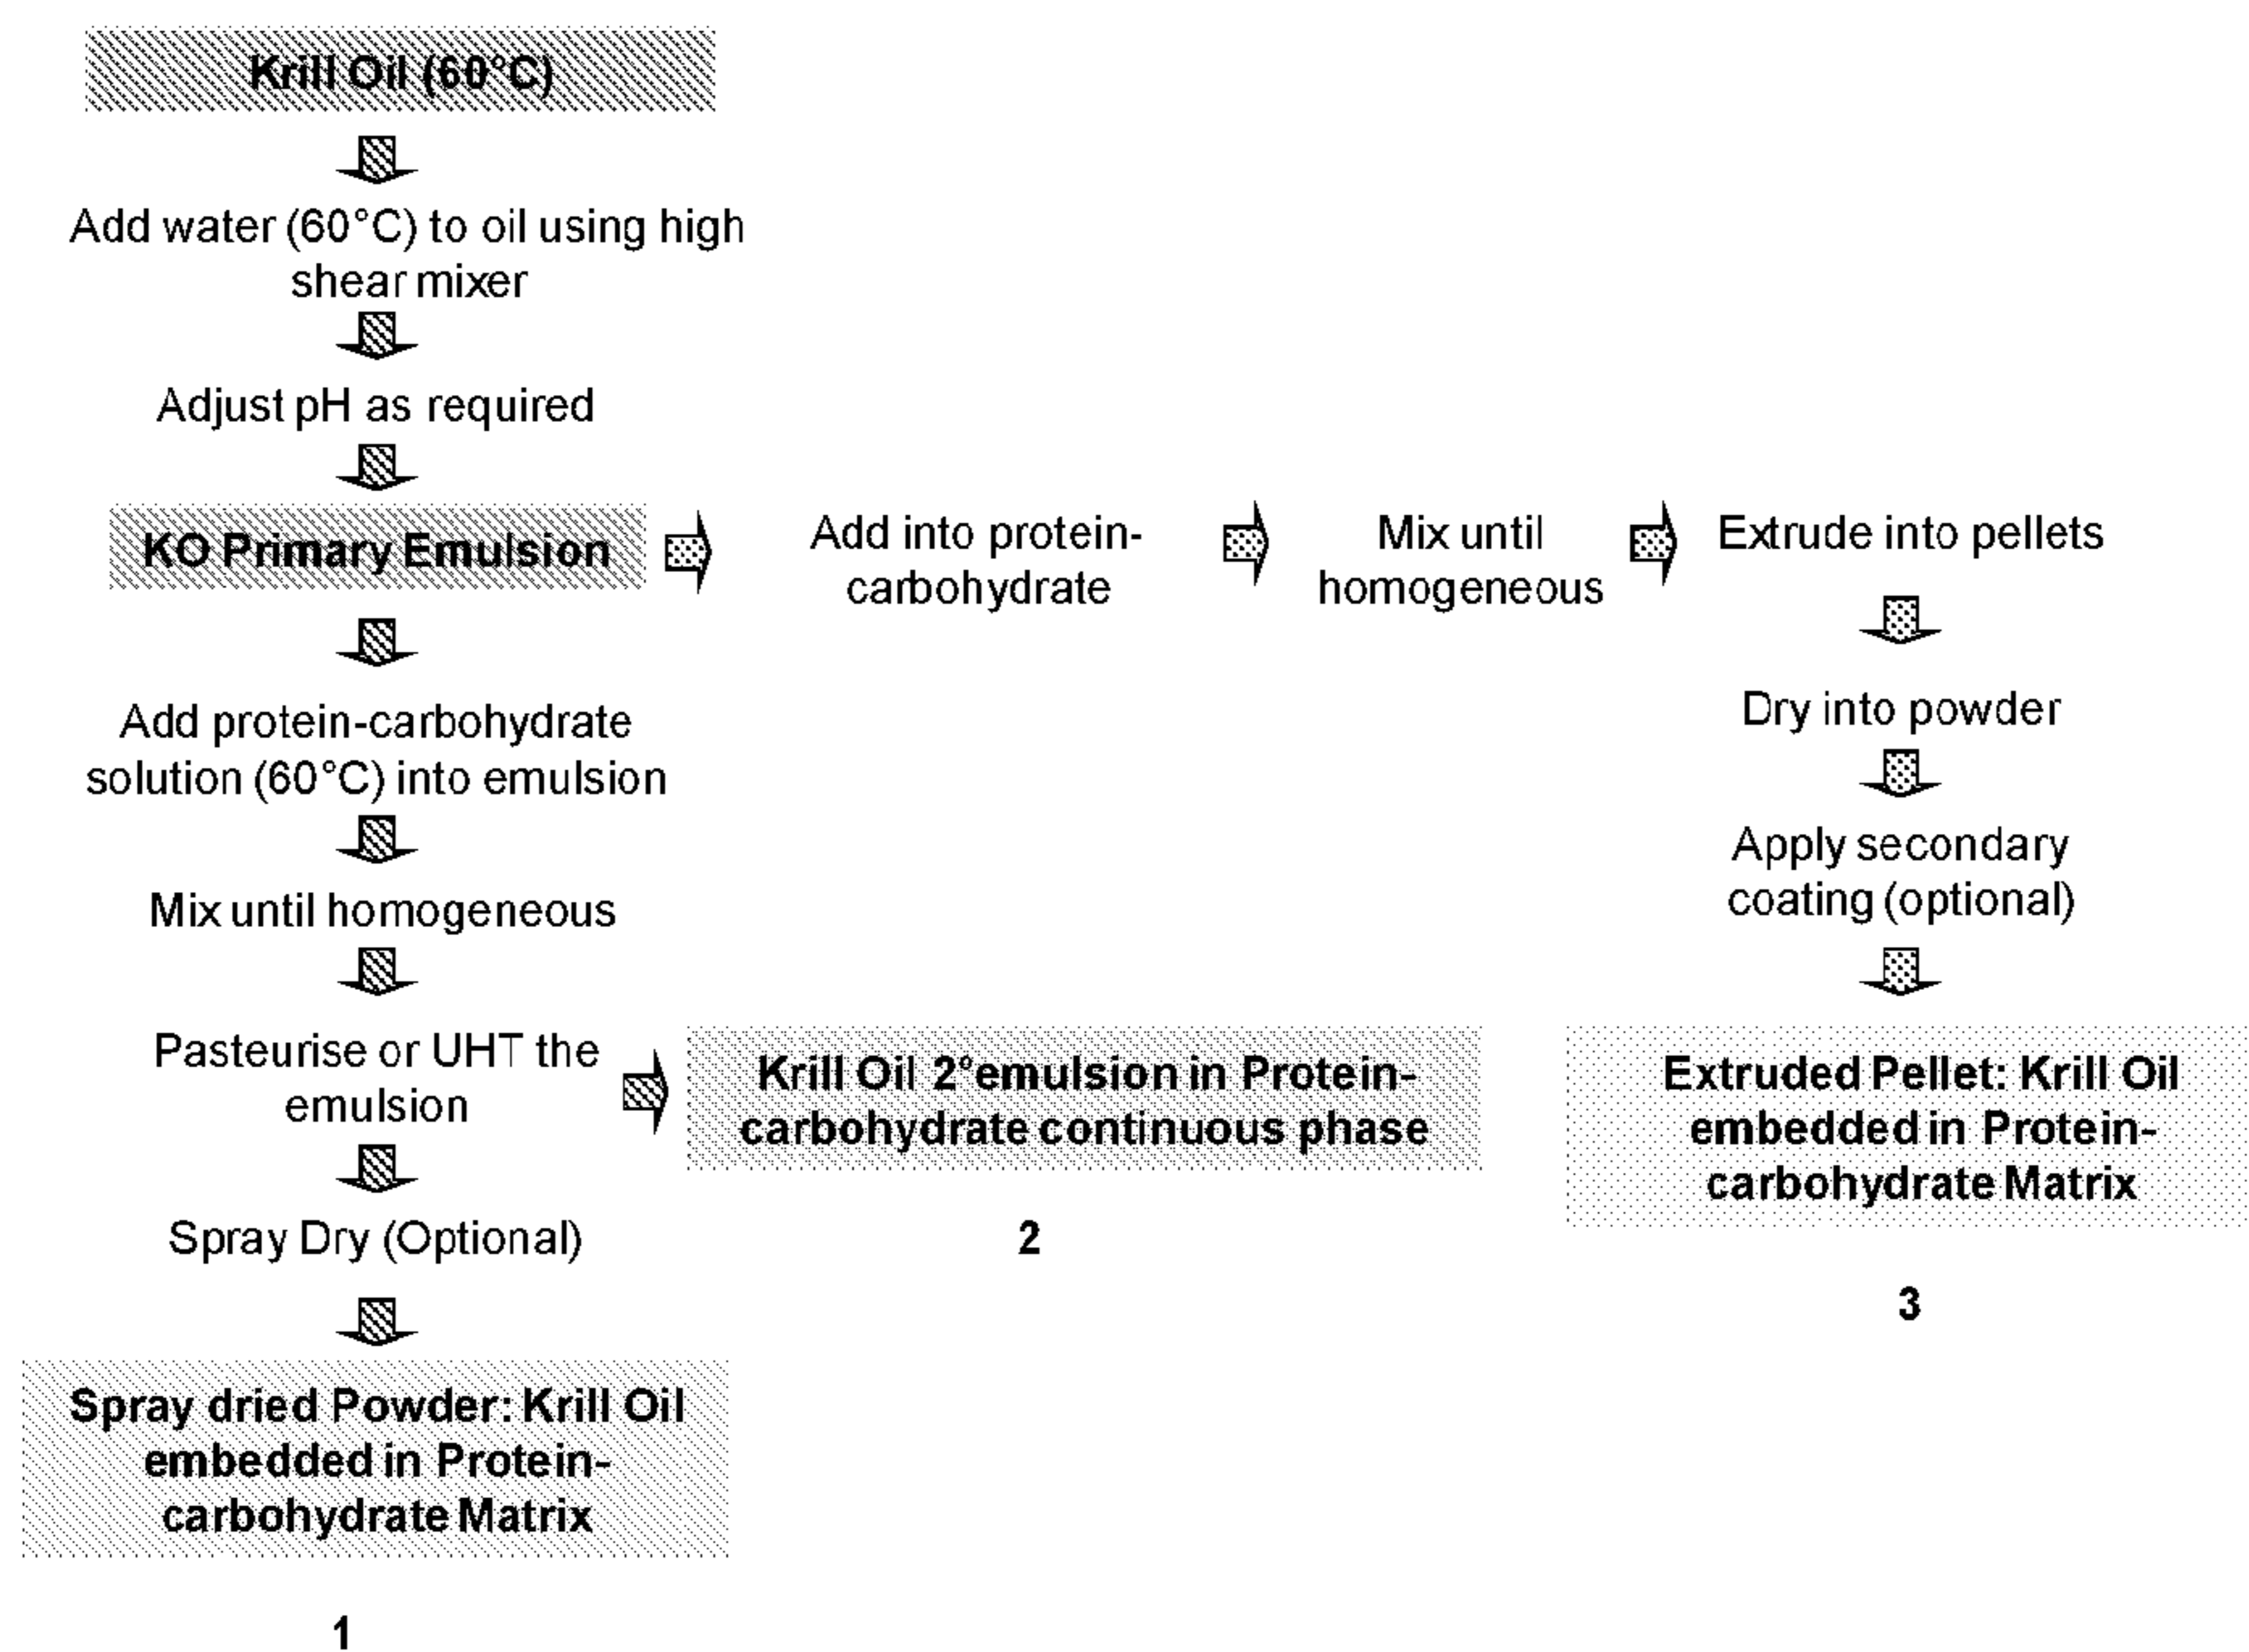 Krill Oil (60°C)
Add water (60°C) to oil using high
shear mixer
Adjust pH as required
KO Primary Emulsion
Add into protein-
carbohydrate
Mix until
homogeneous
Extrude into pellets
Dry into powder
Apply secondary
coating (optional)
Extruded Pellet: Krill Oil
embedded in Protein-
carbohydrate Matrix
3
Add protein-carbohydrate
solution (60°C) into emulsion
Mix until homogeneous
Pasteurise or UHT the
emulsion
Krill Oil 2°emulsion in Protein-
carbohydrate continuous phase
2
Spray Dry (Optional)
Spray dried Powder: Krill Oil
embedded in Protein-
carbohydrate Matrix
1